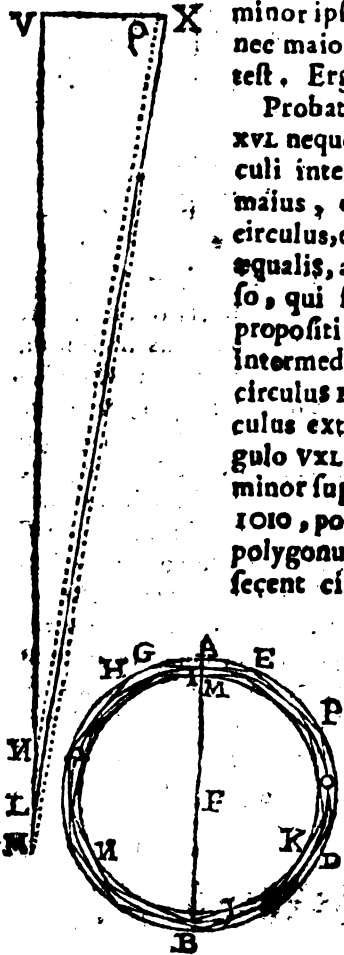 V ρ X
minor ipſ
nec maio
teſt. Erg
Probat
XVL neque
culi inte
maius,
circulus,
æqualis, a
ſo, qui ſ
propoſiti
Intermed
circulus
culus ext
gulo VXL
minor ſup
IOIO, po
polygonu
ſecent ci
A
G E
H
I M
P
N
L F
M
K
N D
I
B